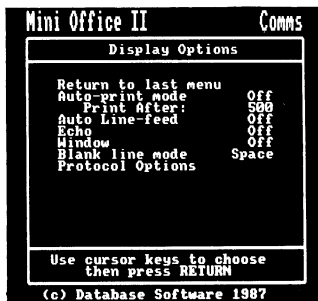 Mini Office II Comms
Display Options
Return to last menu
Auto-print mode Off
Print After: 500
Auto Line-feed Off
Echo Off
Window Off
Blank line mode Space
Protocol Options
Use cursor keys to choose
then press RETURN
(c) Database Software 1987